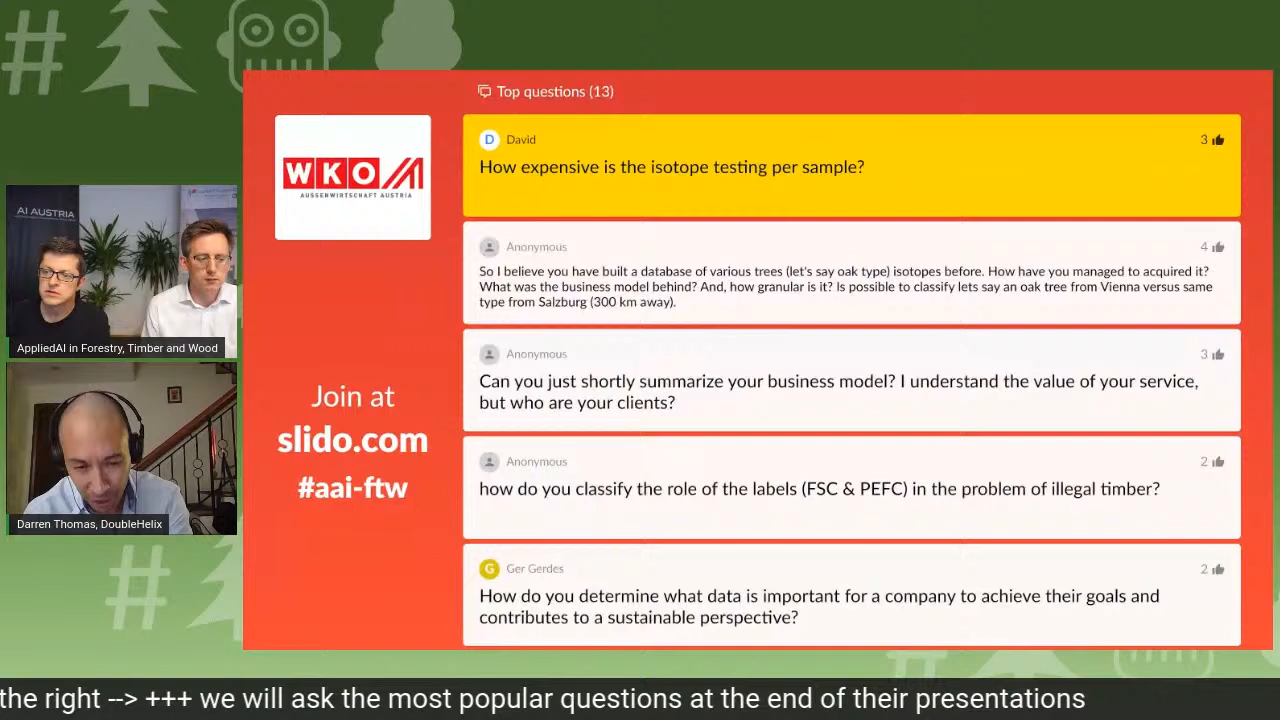 #
Top questions (13)
WKO
AUSSENWIRTSCHAFT AUSTRIA
Join at
slido.com
#aai-ftw
D David 3
How expensive is the isotope testing per sample?
Anonymous 4
So I believe you have built a database of various trees (let's say oak type) isotopes before. How have you managed to acquired it?
What was the business model behind? And, how granular is it? Is possible to classify lets say an oak tree from Vienna versus same
type from Salzburg (300 km away).
Anonymous 3
Can you just shortly summarize your business model? I understand the value of your service,
but who are your clients?
Anonymous 2
how do you classify the role of the labels (FSC & PEFC) in the problem of illegal timber?
G Ger Gerdes 2
How do you determine what data is important for a company to achieve their goals and
contributes to a sustainable perspective?
AI AUSTRIA
AppliedAI in Forestry, Timber and Wood
Darren Thomas, DoubleHelix
#
the right --> +++ we will ask the most popular questions at the end of their presentations